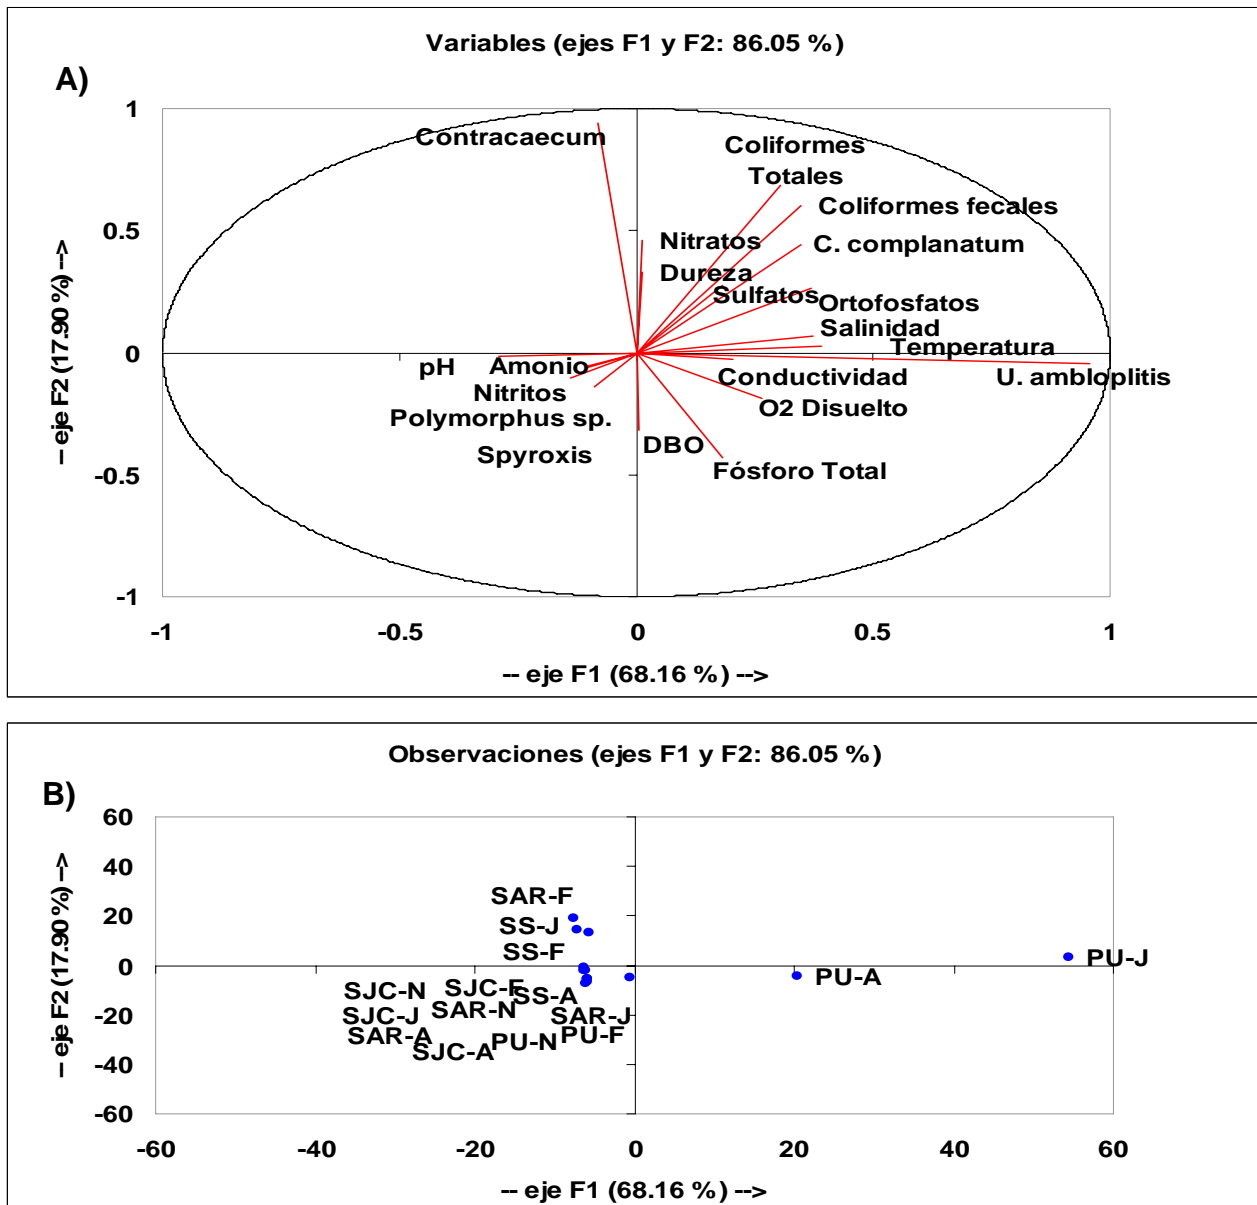 Variables (ejes F1 y F2: 86.05 %)
A)
-- eje F2 (17.90 %) -->
1
0.5
0
-0.5
-1
Contracaecum
Coliformes
Totales
Coliformes fecales
Nitratos
C. complanatum
Dureza
Sulfatos
Ortofosfatos
Salinidad
Temperatura
pH
Amonio
Conductividad
U. ambloplitis
Nitritos
O2 Disuelto
Polymorphus sp.
DBO
Spyroxis
Fósforo Total
-1
-0.5
0
0.5
1
-- eje F1 (68.16 %) -->
Observaciones (ejes F1 y F2: 86.05 %)
B)
-- eje F2 (17.90 %) -->
60
40
20
0
-20
-40
-60
SAR-F
SS-J
SS-F
PU-J
PU-A
SJC-N
SJC-F
SS-A
SJC-J
SAR-N
SAR-J
SAR-A
PU-N
PU-F
SJC-A
-60
-40
-20
0
20
40
60
-- eje F1 (68.16 %) -->